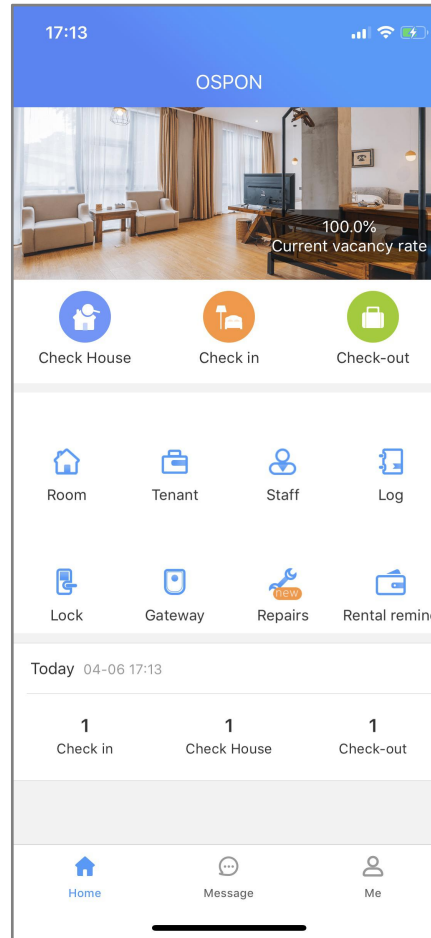 17:13
OSPON
100.0%
Current vacancy rate
Check House
Check in
Check-out
Room
Tenant
Staff
Log
Lock
Gateway
new
Repairs
Rental remin
Today 04-06 17:13
1
1
1
Check in
Check House
Check-out
Home
Message
Me